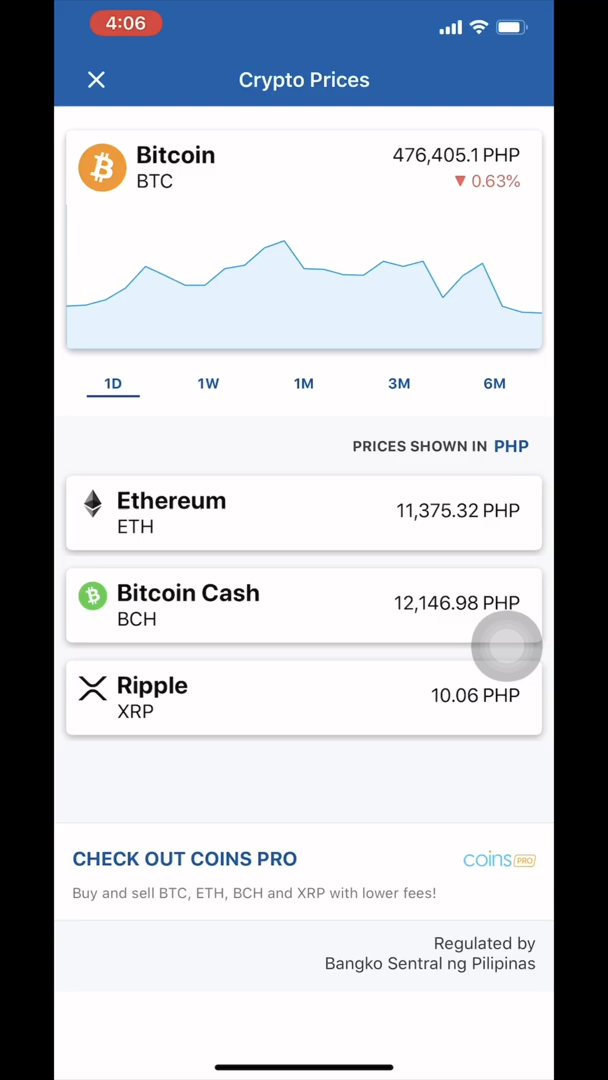 4:06
Crypto Prices
Bitcoin
476,405.1 PHP
BTC
▼ 0.63%
1D 1W 1M 3M 6M
PRICES SHOWN IN PHP
Ethereum
ETH
11,375.32 PHP
Bitcoin Cash
BCH
12,146.98 PHP
Ripple
XRP
10.06 PHP
CHECK OUT COINS PRO
coins PRO
Buy and sell BTC, ETH, BCH and XRP with lower fees!
Regulated by
Bangko Sentral ng Pilipinas